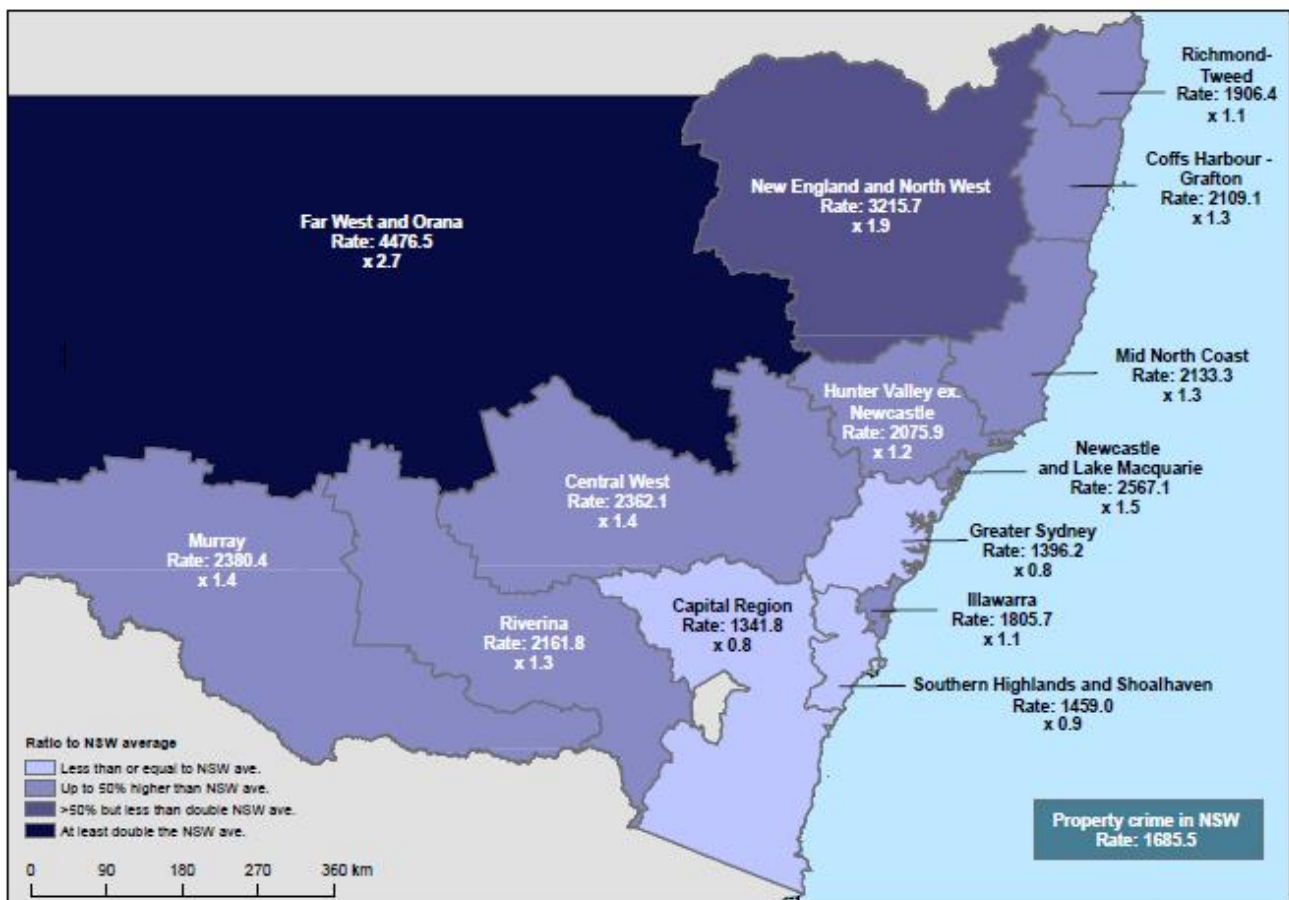 Richmond-
Tweed
Rate: 1906.4
x 1.1
Coffs Harbour -
Grafton
Rate: 2109.1
x 1.3
New England and North West
Rate: 3215.7
x 1.9
Far West and Orana
Rate: 4476.5
x 2.7
Mid North Coast
Rate: 2133.3
x 1.3
Hunter Valley ex.
Newcastle
Rate: 2075.9
x 1.2
Newcastle
and Lake Macquarie
Rate: 2567.1
x 1.5
Central West
Rate: 2362.1
x 1.4
Greater Sydney
Rate: 1396.2
x 0.8
Murray
Rate: 2380.4
x 1.4
Capital Region
Rate: 1341.8
x 0.8
Illawarra
Rate: 1805.7
x 1.1
Riverina
Rate: 2161.8
x 1.3
Southern Highlands and Shoalhaven
Rate: 1459.0
x 0.9
Ratio to NSW average
Less than or equal to NSW ave.
Up to 50% higher than NSW ave.
>50% but less than double NSW ave.
At least double the NSW ave.
0 90 180 270 360 km
Property crime in NSW
Rate: 1685.5